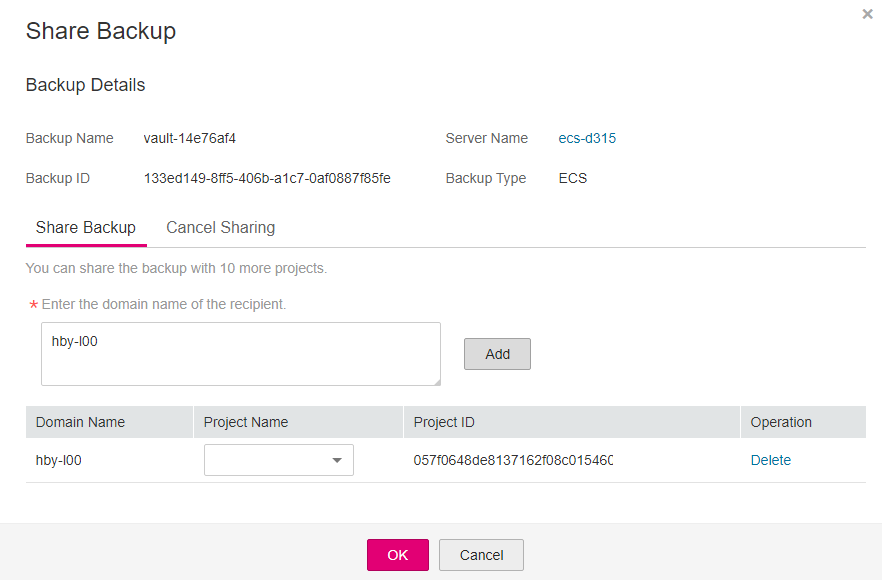 Share Backup
Backup Details
Backup Name vault-14e76af4 Server Name ecs-d315
Backup ID 133ed149-8ff5-406b-a1c7-0af0887f85fe Backup Type ECS
Share Backup Cancel Sharing
You can share the backup with 10 more projects.
* Enter the domain name of the recipient.
hby-l00
Add
Domain Name Project Name Project ID Operation
hby-l00 057f0648de8137162f08c01546 Delete
OK Cancel